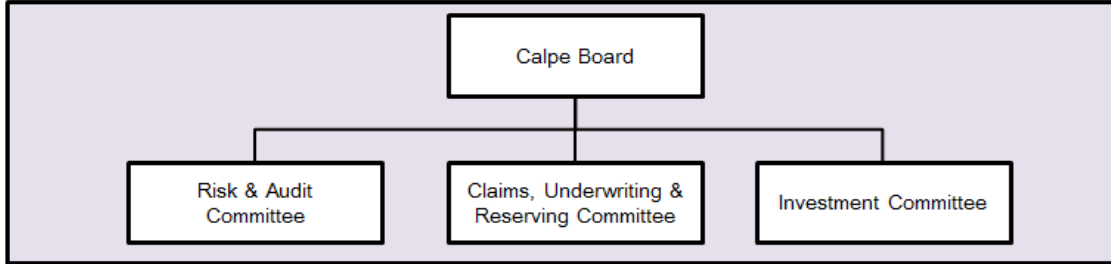 Calpe Board
Risk & Audit
Committee
Claims, Underwriting &
Reserving Committee
Investment Committee